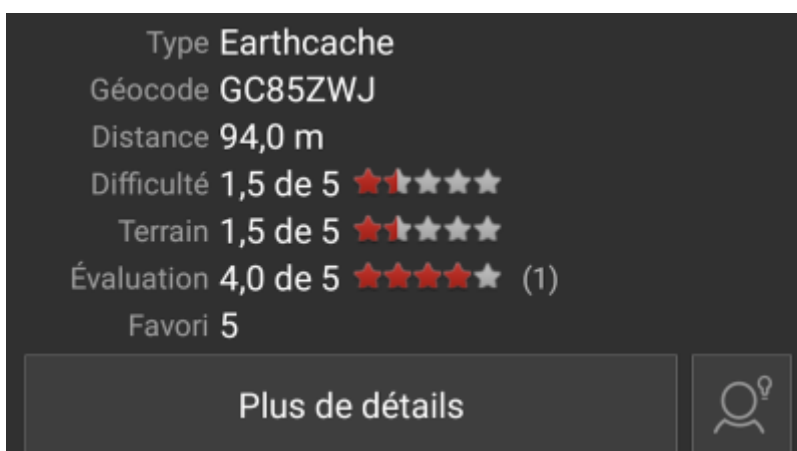 Type Earthcache
Géocode GC85ZWJ
Distance 94,0 m
Difficulté 1,5 de 5
Terrain 1,5 de 5
Évaluation 4,0 de 5 (1)
Favori 5
Plus de détails